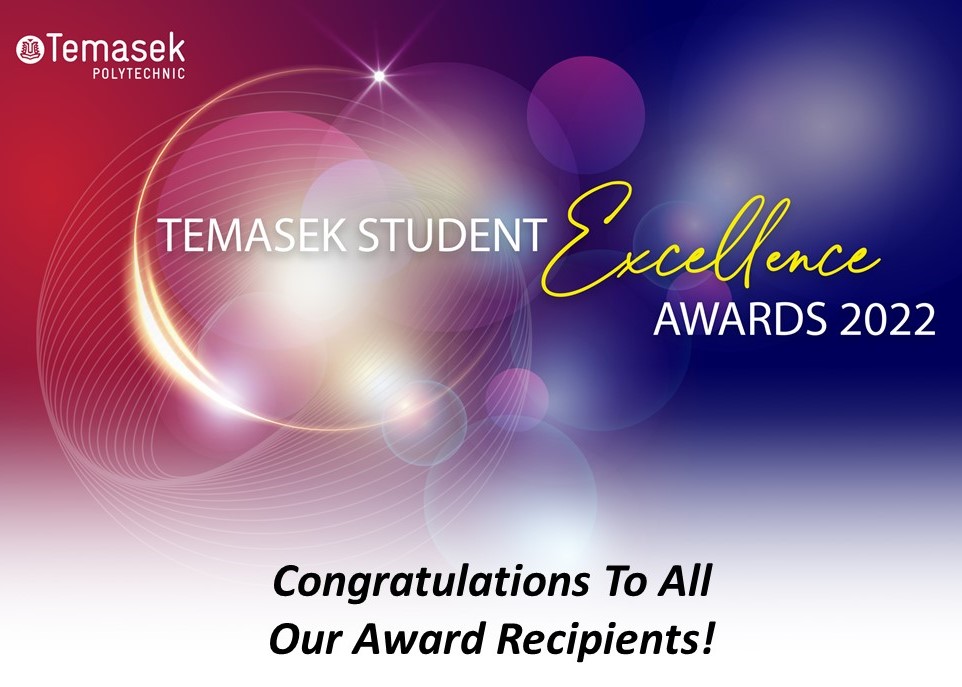 Temasek
POLYTECHNIC
TEMASEK STUDENT Excellence
AWARDS 2022
Congratulations To All
Our Award Recipients!